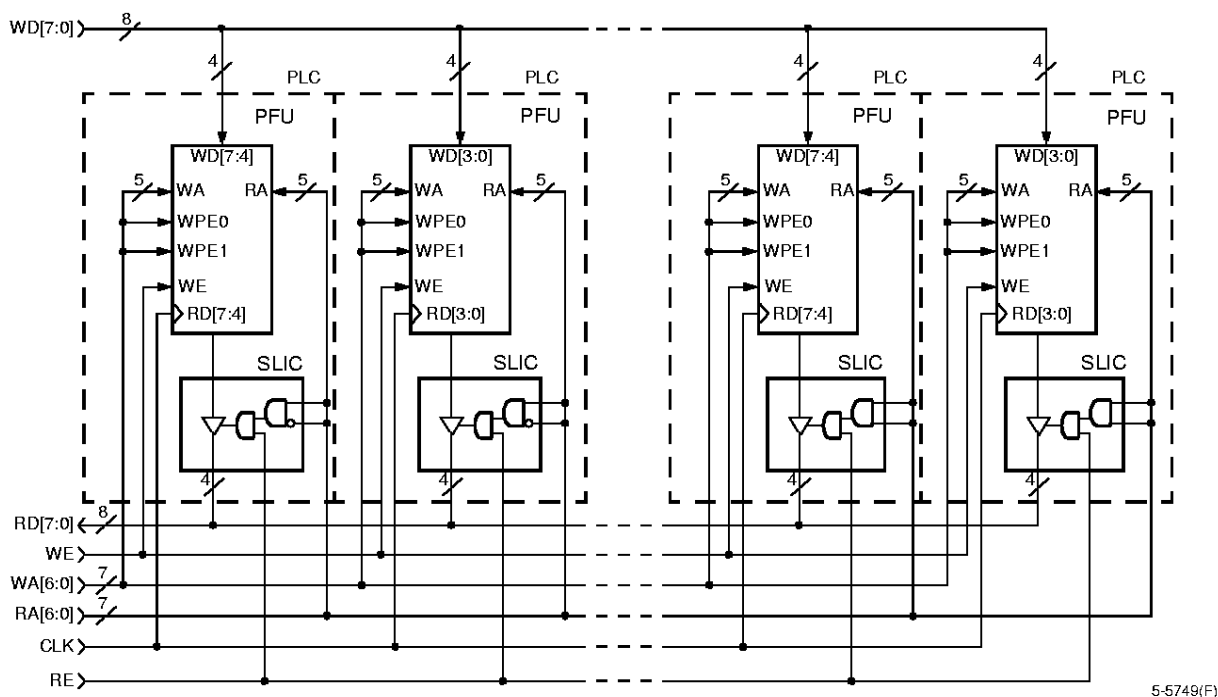 WD[7:0] 8
4 4 4 4
PLC PLC
PFU PFU PFU PFU
WD[7:4] WD[3:0] WD[7:4] WD[3:0]
5 WA RA 5 5 WA RA 5 5 WA RA 5 5 WA RA 5
WPE0 WPE0 WPE0 WPE0
WPE1 WPE1 WPE1 WPE1
WE WE WE WE
RD[7:4] RD[3:0] RD[7:4] RD[3:0]
SLIC SLIC SLIC SLIC
4 4 4 4
RD[7:0] 8
WE
WA[6:0] 7
RA[6:0] 7
CLK
RE
5-5749(F)